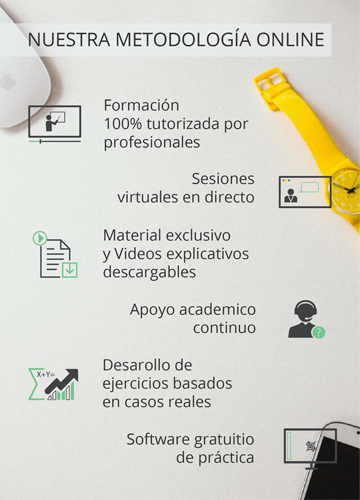 NUESTRA METODOLOGÍA ONLINE
Formación
100% tutorizada por
profesionales
Sesiones
virtuales en directo
Material exclusivo
y Videos explicativos
descargables
Apoyo academico
continuo
?
X+Y=
Desarollo de
ejercicios basados
en casos reales
Software gratuitio
de práctica